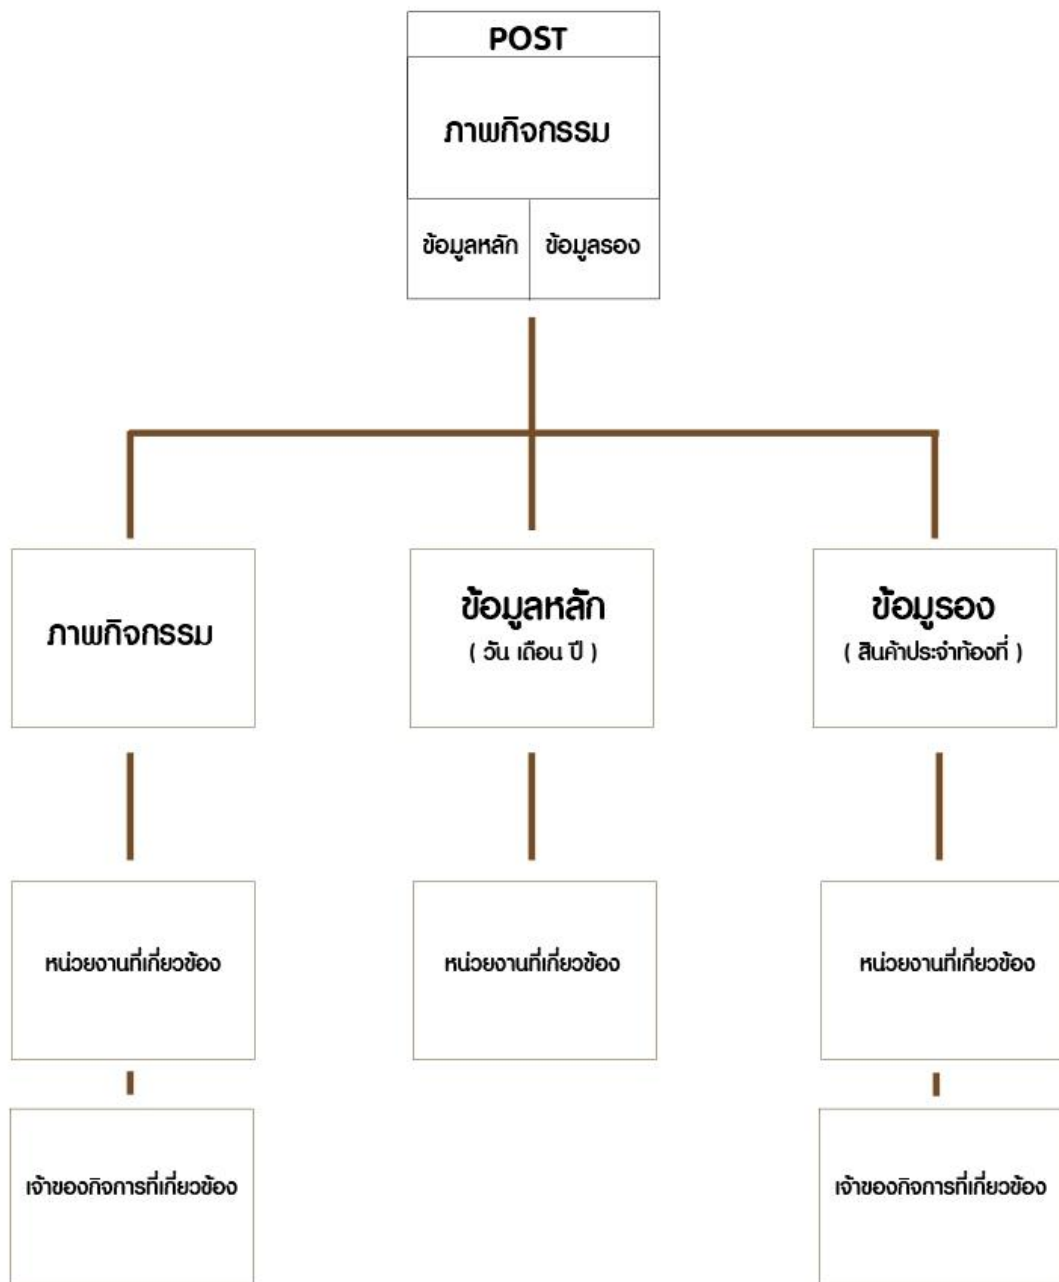 POST
ภาพกิจกรรม
ข้อมูลหลัก
ข้อมูลรอง
ภาพกิจกรรม
ข้อมูลหลัก
( วัน เดือน ปี )
ข้อมูรอง
( สินค้าประจำท้องที่ )
หน่วยงานที่เกี่ยวข้อง
หน่วยงานที่เกี่ยวข้อง
หน่วยงานที่เกี่ยวข้อง
เจ้าของกิจการที่เกี่ยวข้อง
เจ้าของกิจการที่เกี่ยวข้อง